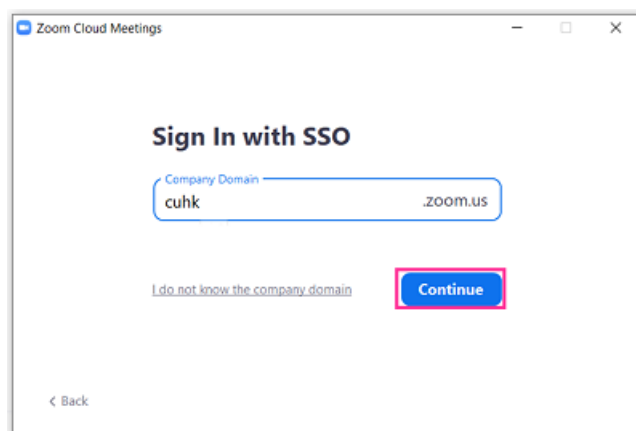 Zoom Cloud Meetings
Sign In with SSO
Company Domain
cuhk .zoom.us
I do not know the company domain Continue
< Back